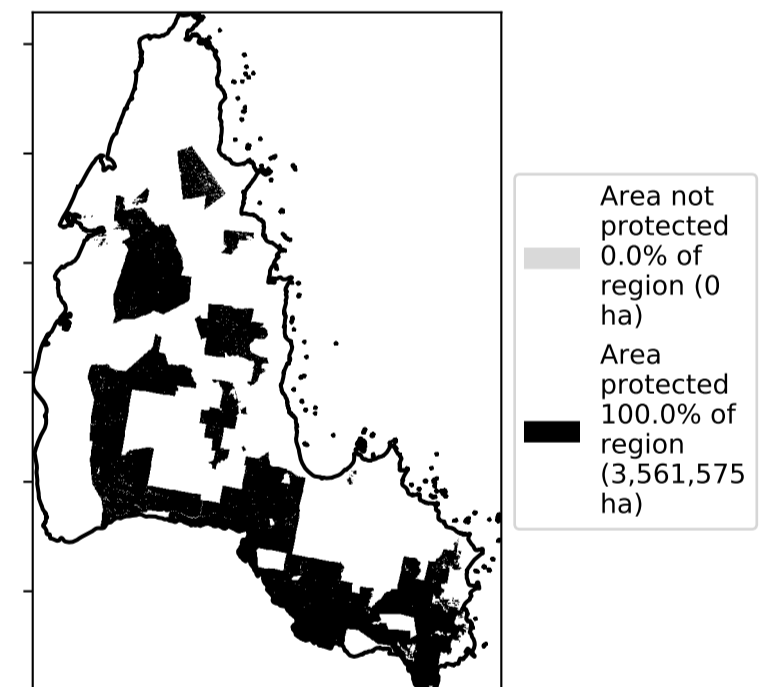 Area not
protected
0.0% of
region (0
ha)
Area
protected
100.0% of
region
(3,561,575
ha)